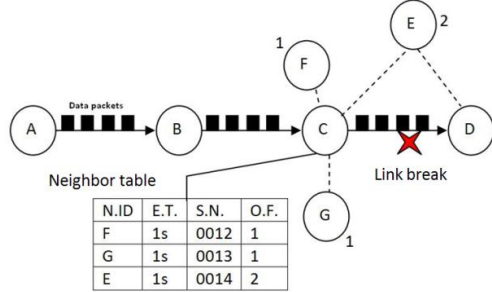 E 2
1 F
Data packets
A B C D
Neighbor table
Link break
G 1
N.ID E.T. S.N. O.F.
F 1s 0012 1
G 1s 0013 1
E 1s 0014 2